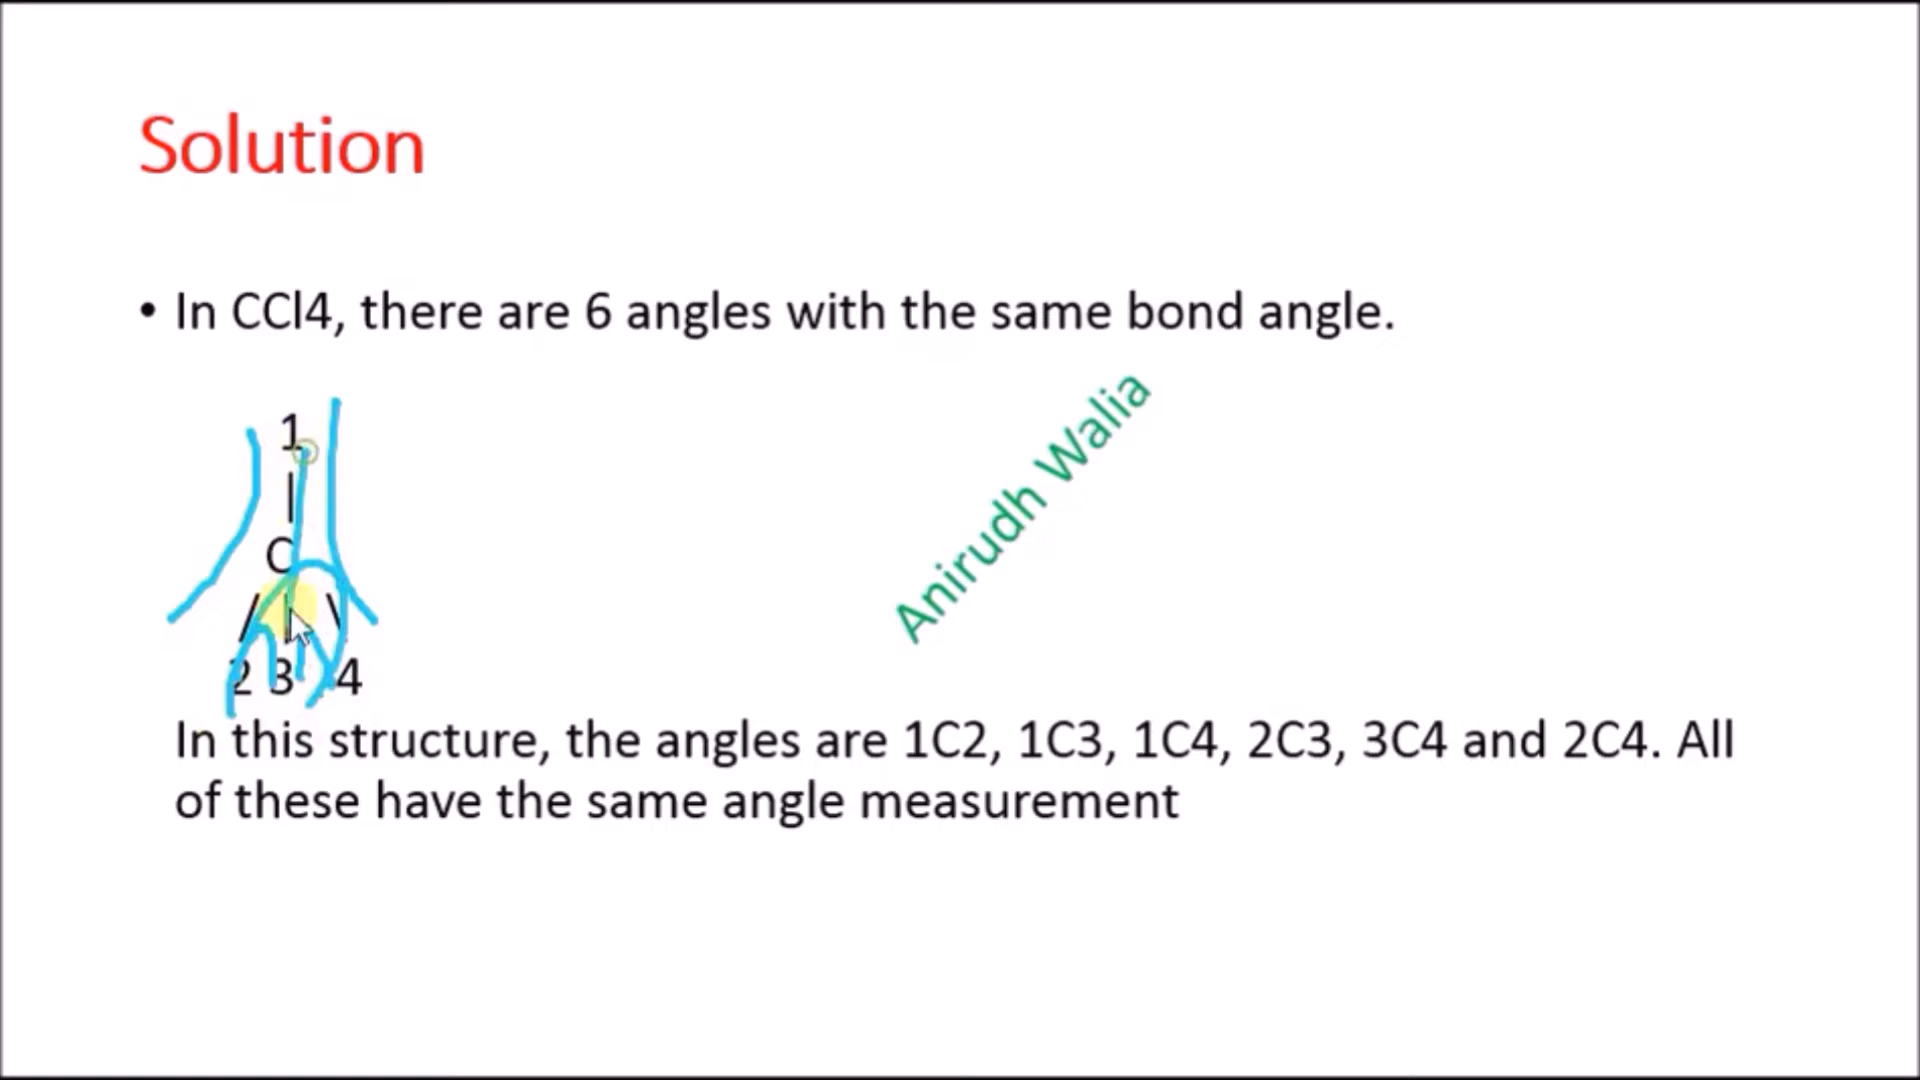 Solution
• In CCl4, there are 6 angles with the same bond angle.
Anirudh Walia
1
|
C
/ | \
2 3 4
In this structure, the angles are 1C2, 1C3, 1C4, 2C3, 3C4 and 2C4. All
of these have the same angle measurement